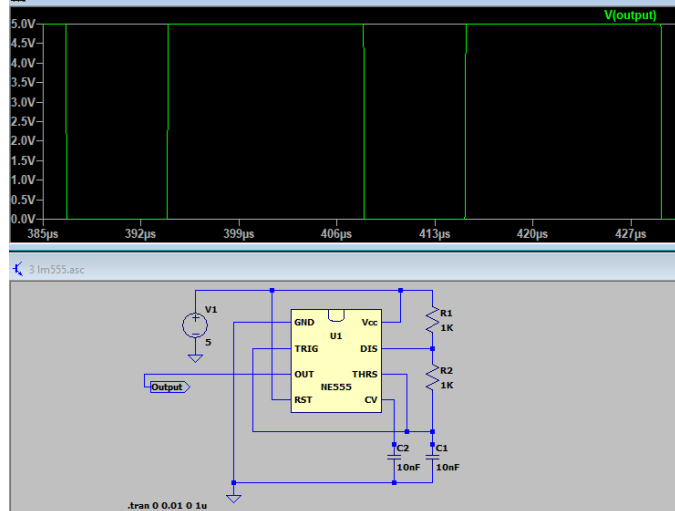 V(output)
5.0V
4.5V
4.0V
3.5V
3.0V
2.5V
2.0V
1.5V
1.0V
0.5V
0.0V
385µs 392µs 399µs 406µs 413µs 420µs 427µs
3 lm555.asc
V1
5
GND Vcc
U1
TRIG DIS
OUT THRS
NE555
RST CV
R1
1K
R2
1K
Output
C2 C1
10nF 10nF
.tran 0 0.01 0 1u